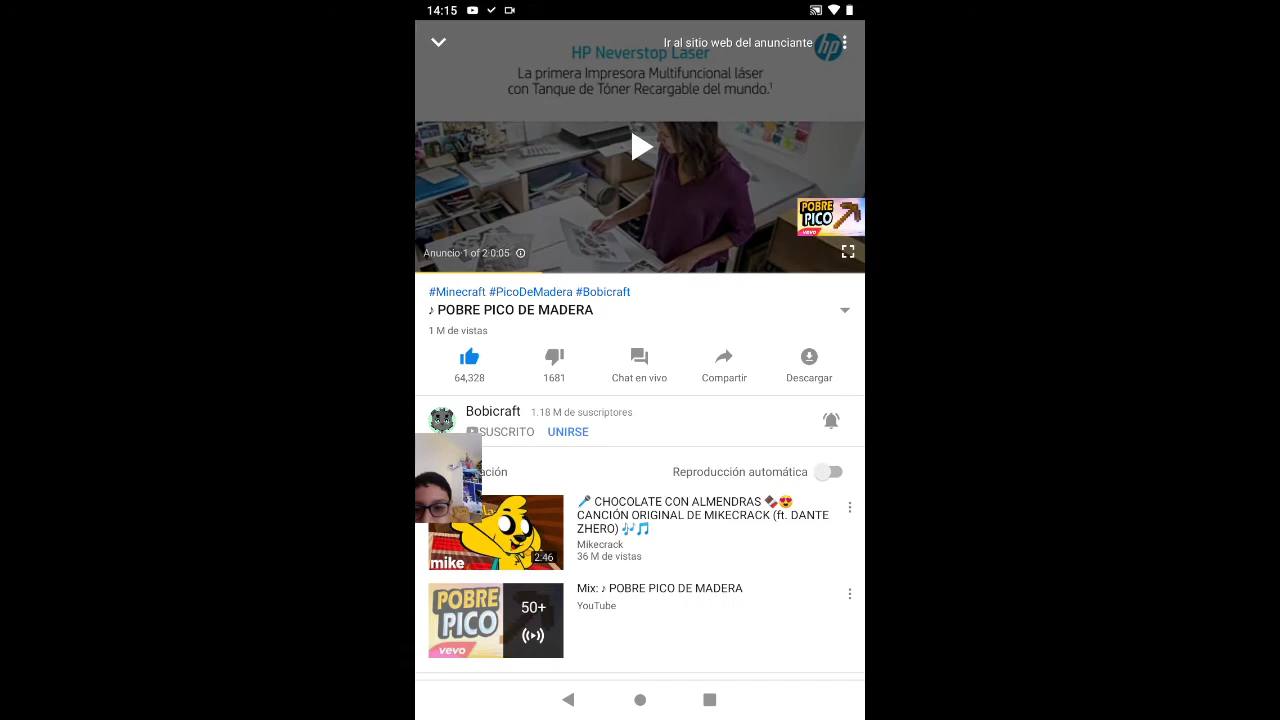 14:15
Ir al sitio web del anunciante
hp
HP Neverstop Laser
La primera Impresora Multifuncional láser
con Tanque de Tóner Recargable del mundo.¹
POBRE
PICO
vevo
Anuncio·1 of 2·0:05
#Minecraft #PicoDeMadera #Bobicraft
♪ POBRE PICO DE MADERA
1 M de vistas
64,328
1681
Chat en vivo
Compartir
Descargar
Bobicraft
1.18 M de suscriptores
SUSCRITO
UNIRSE
ación
Reproducción automática
🎤 CHOCOLATE CON ALMENDRAS 🍫😍
CANCIÓN ORIGINAL DE MIKECRACK (ft. DANTE
ZHERO) 🎶🎵
Mikecrack
36 M de vistas
mike
2:46
Mix: ♪ POBRE PICO DE MADERA
YouTube
POBRE
PICO
vevo
50+